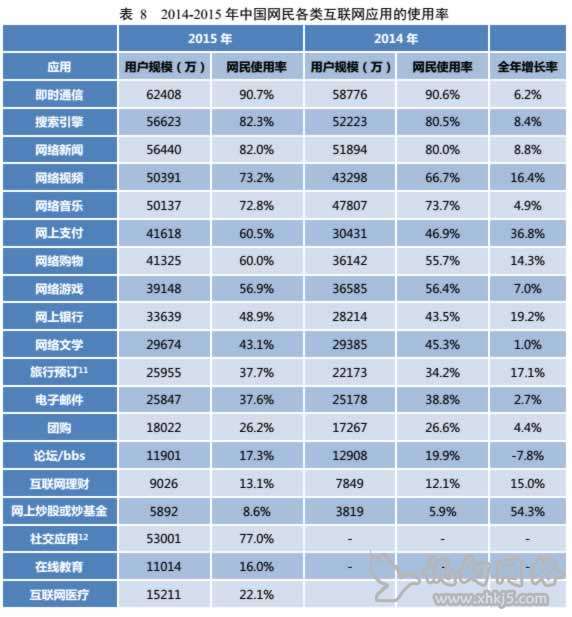 表 8 2014-2015 年中国网民各类互联网应用的使用率
2015 年 2014 年
应用 用户规模（万） 网民使用率 用户规模（万） 网民使用率 全年增长率
即时通信 62408 90.7% 58776 90.6% 6.2%
搜索引擎 56623 82.3% 52223 80.5% 8.4%
网络新闻 56440 82.0% 51894 80.0% 8.8%
网络视频 50391 73.2% 43298 66.7% 16.4%
网络音乐 50137 72.8% 47807 73.7% 4.9%
网上支付 41618 60.5% 30431 46.9% 36.8%
网络购物 41325 60.0% 36142 55.7% 14.3%
网络游戏 39148 56.9% 36585 56.4% 7.0%
网上银行 33639 48.9% 28214 43.5% 19.2%
网络文学 29674 43.1% 29385 45.3% 1.0%
旅行预订11 25955 37.7% 22173 34.2% 17.1%
电子邮件 25847 37.6% 25178 38.8% 2.7%
团购 18022 26.2% 17267 26.6% 4.4%
论坛/bbs 11901 17.3% 12908 19.9% -7.8%
互联网理财 9026 13.1% 7849 12.1% 15.0%
网上炒股或炒基金 5892 8.6% 3819 5.9% 54.3%
社交应用12 53001 77.0% - - -
在线教育 11014 16.0% - - -
互联网医疗 15211 22.1%
www.xhkj5.com